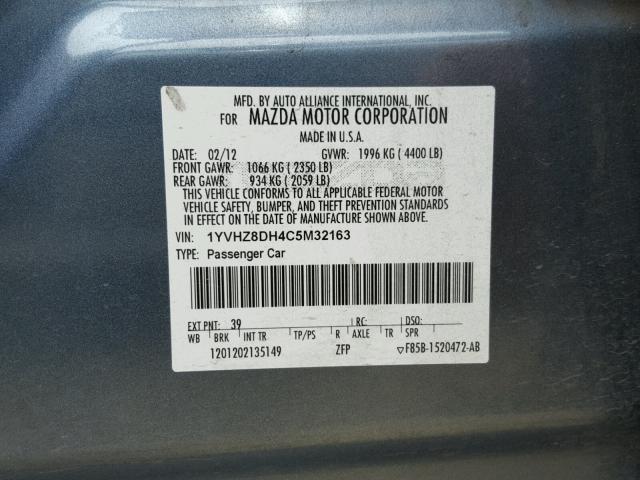 MFD. BY AUTO ALLIANCE INTERNATIONAL, INC.
FOR MAZDA MOTOR CORPORATION
MADE IN U.S.A.
DATE: 02/12 GVWR: 1996 KG ( 4400 LB)
FRONT GAWR: 1066 KG ( 2350 LB)
REAR GAWR: 934 KG ( 2059 LB)
THIS VEHICLE CONFORMS TO ALL APPLICABLE FEDERAL MOTOR
VEHICLE SAFETY, BUMPER, AND THEFT PREVENTION STANDARDS
IN EFFECT ON THE DATE OF MANUFACTURE SHOWN ABOVE.
VIN: 1YVHZ8DH4C5M32163
TYPE: Passenger Car
EXT PNT: 39 RC: DSO:
WB BRK INT TR TP/PS R AXLE TR SPR
1201202135149 ZFP ▽F85B-1520472-AB